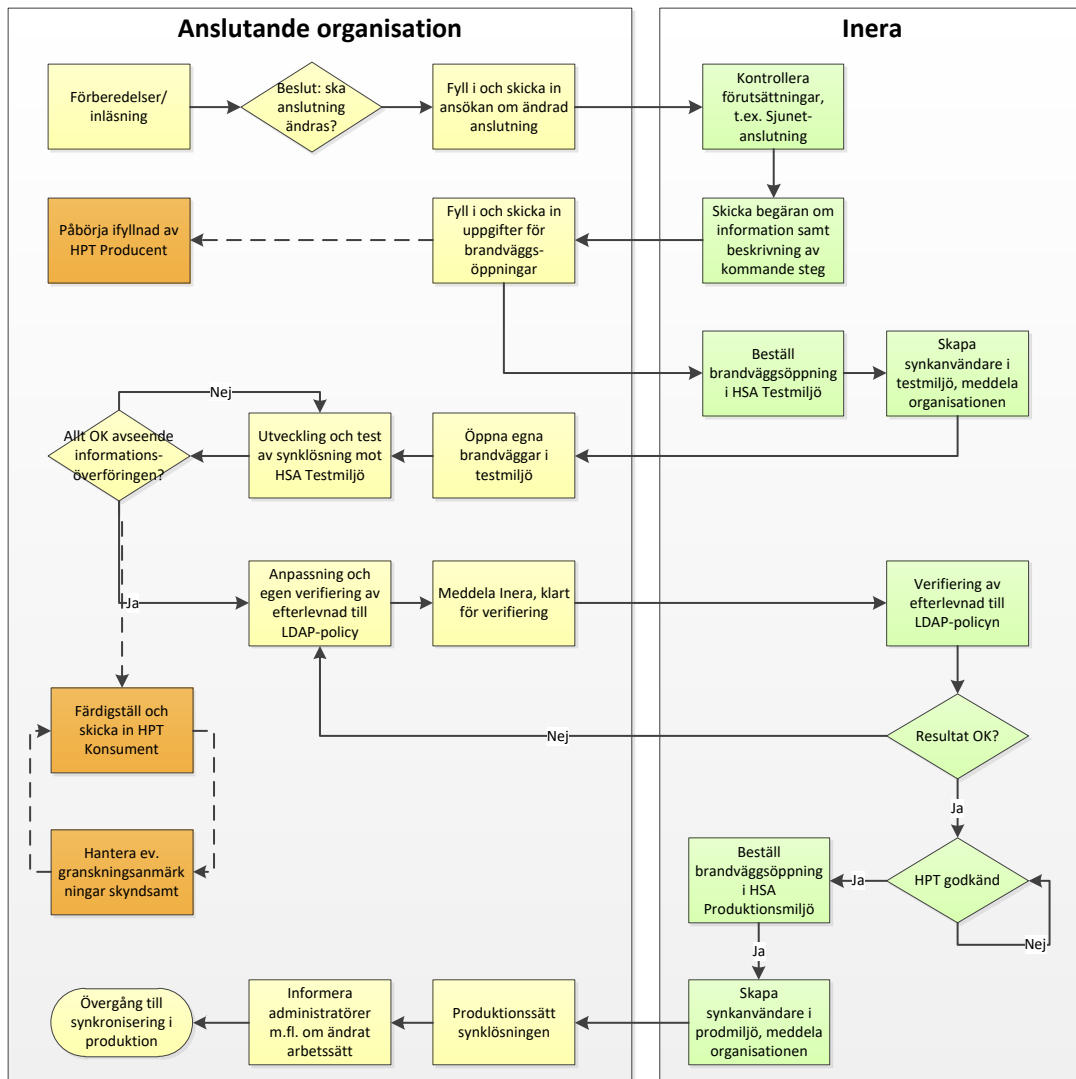 Anslutande organisation
Inera
Förberedelser/
inläsning
Beslut: ska
anslutning
ändras?
Fyll i och skicka in
ansökan om ändrad
anslutning
Kontrollera
förutsättningar,
t.ex. Sjunet-
anslutning
Påbörja ifyllnad av
HPT Producent
Fyll i och skicka in
uppgifter för
brandväggs-
öppningar
Skicka begäran om
information samt
beskrivning av
kommande steg
Beställ
brandväggsöppning
i HSA Testmiljö
Skapa
synkanvändare i
testmiljö, meddela
organisationen
Nej
Allt OK avseende
informations-
överföringen?
Utveckling och test
av synklösning mot
HSA Testmiljö
Öppna egna
brandväggar i
testmiljö
Ja
Anpassning och
egen verifiering av
efterlevnad till
LDAP-policy
Meddela Inera, klart
för verifiering
Verifiering av
efterlevnad till
LDAP-policyn
Färdigställ och
skicka in HPT
Konsument
Nej
Resultat OK?
Ja
Hantera ev.
granskningsanmärk
ningar skyndsamt
Beställ
brandväggsöppning
i HSA
Produktionsmiljö
Ja
HPT godkänd
Nej
Ja
Övergång till
synkronisering i
produktion
Informera
administratörer
m.fl. om ändrat
arbetssätt
Produktionssätt
synklösningen
Skapa
synkanvändare i
prodmiljö, meddela
organisationen